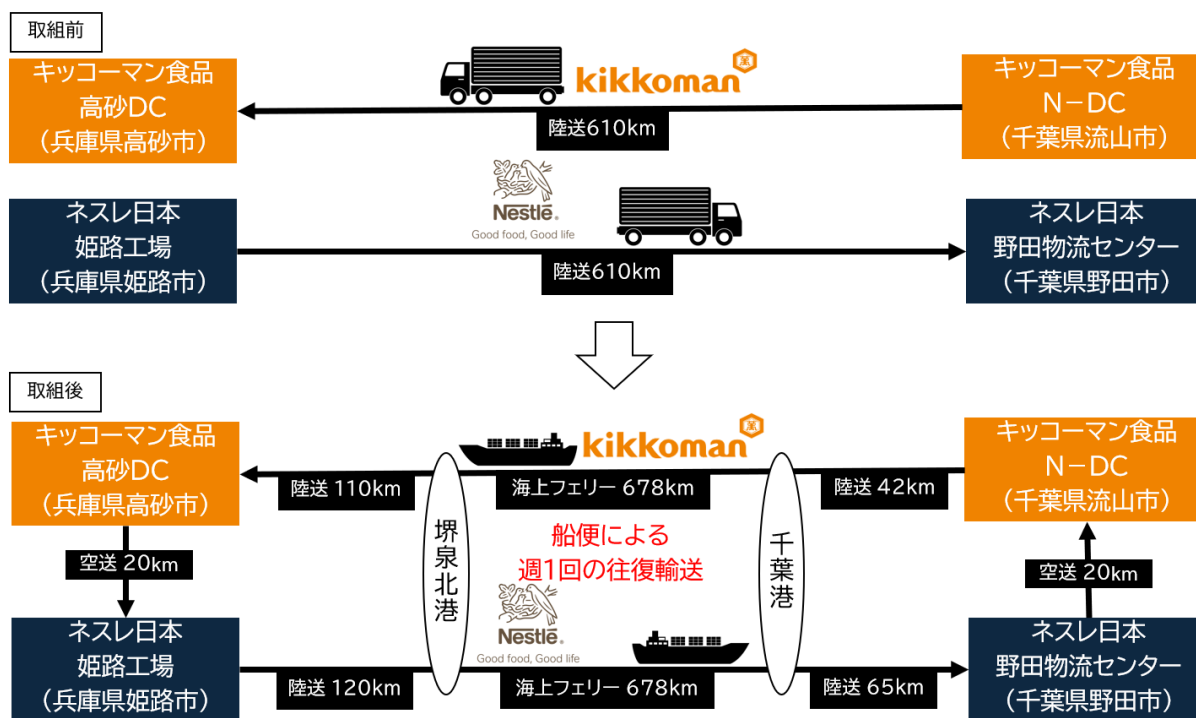 取組前
キッコーマン食品
高砂DC
(兵庫県高砂市)
kikkoman
陸送610km
キッコーマン食品
N-DC
(千葉県流山市)
ネスレ日本
姫路工場
(兵庫県姫路市)
Nestlé®
Good food, Good life
陸送610km
ネスレ日本
野田物流センター
(千葉県野田市)
取組後
キッコーマン食品
高砂DC
(兵庫県高砂市)
陸送 110km
kikkoman
海上フェリー 678km
陸送 42km
キッコーマン食品
N-DC
(千葉県流山市)
空送 20km
堺泉北港
船便による
週1回の往復輸送
千葉港
空送 20km
ネスレ日本
姫路工場
(兵庫県姫路市)
陸送 120km
Nestlé®
Good food, Good life
海上フェリー 678km
陸送 65km
ネスレ日本
野田物流センター
(千葉県野田市)